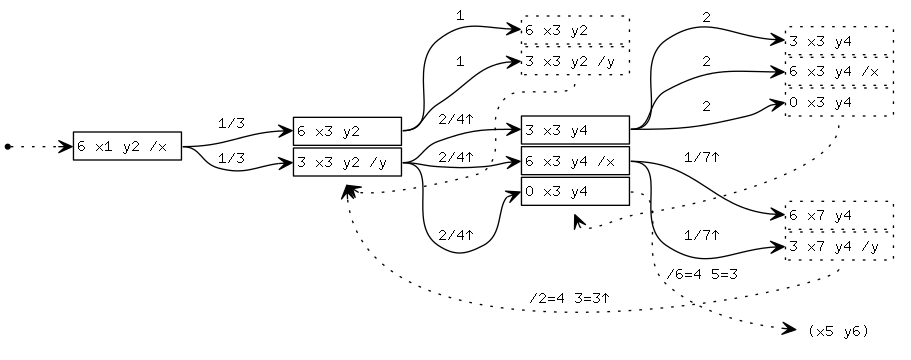 6 x1 y2 /x
1/3
1/3
6 x3 y2
3 x3 y2 /y
1
1
2/4↑
2/4↑
2/4↑
6 x3 y2
3 x3 y2 /y
3 x3 y4
6 x3 y4 /x
0 x3 y4
2
2
2
1/7↑
1/7↑
3 x3 y4
6 x3 y4 /x
0 x3 y4
6 x7 y4
3 x7 y4 /y
/6=4 5=3
/2=4 3=3↑
(x5 y6)